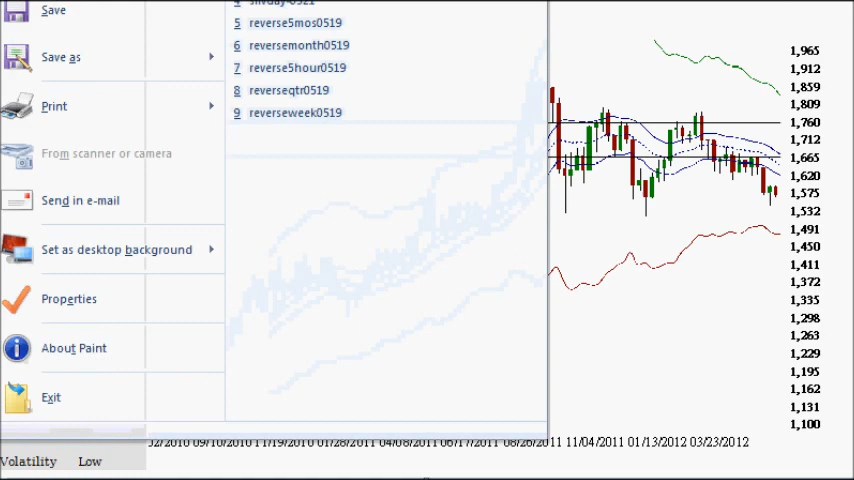 Save
Save as
Print
From scanner or camera
Send in e-mail
Set as desktop background
Properties
About Paint
Exit
5 reverse5mos0519
6 reversemonth0519
7 reverse5hour0519
8 reverseqtr0519
9 reverseweek0519
1,965
1,912
1,859
1,809
1,760
1,712
1,665
1,620
1,575
1,532
1,491
1,450
1,411
1,372
1,335
1,298
1,263
1,229
1,195
1,162
1,131
1,100
09/10/2010 11/19/2010 01/28/2011 04/08/2011 06/17/2011 08/26/2011 11/04/2011 01/13/2012 03/23/2012
Volatility Low